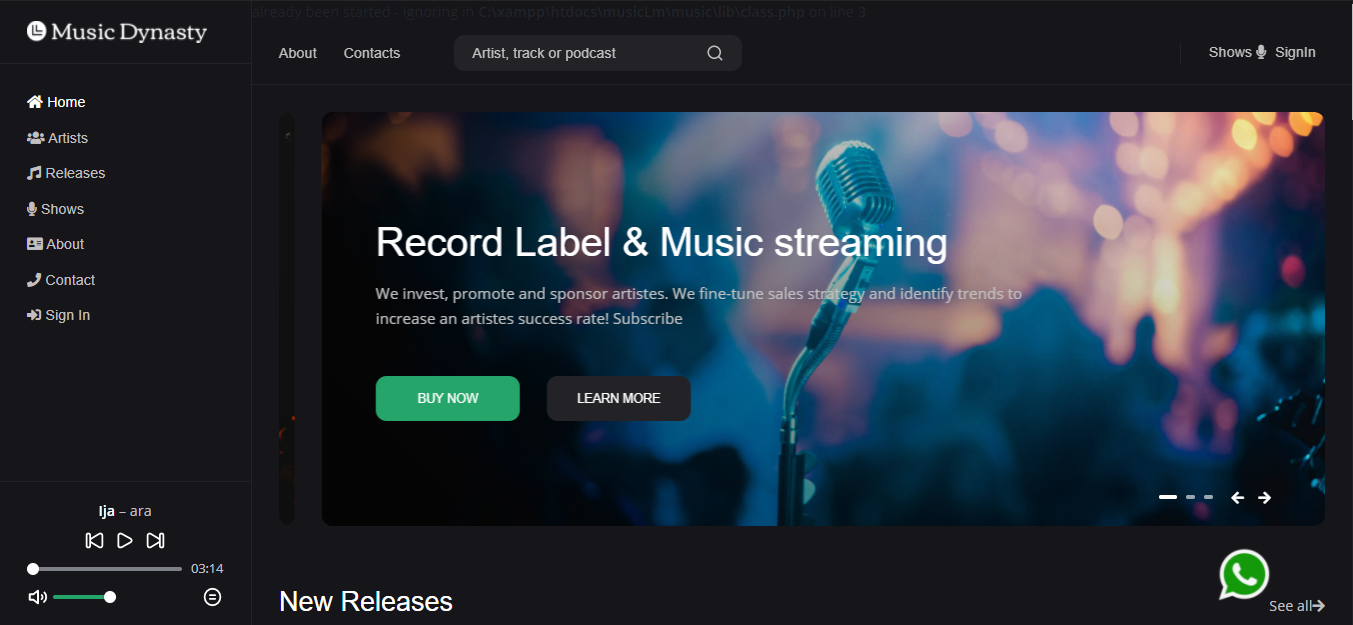 already been started - ignoring in C:\xampp\htdocs\musicLm\music\lib\class.php on line 3
Music Dynasty
About
Contacts
Artist, track or podcast
Shows
SignIn
Home
Artists
Releases
Shows
About
Contact
Sign In
Record Label & Music streaming
We invest, promote and sponsor artistes. We fine-tune sales strategy and identify trends to
increase an artistes success rate! Subscribe
BUY NOW
LEARN MORE
Ija – ara
03:14
New Releases
See all